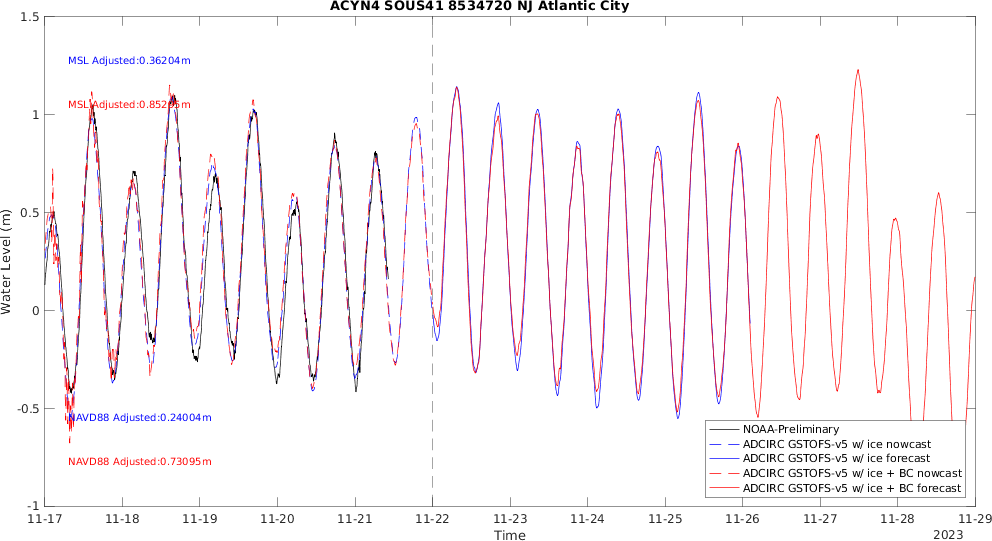 ACYN4 SOUS41 8534720 NJ Atlantic City
1.5
1
0.5
0
-0.5
-1
Water Level (m)
MSL Adjusted:0.36204m
MSL Adjusted:
NAVD88 Adjusted:0.24004m
NAVD88 Adjusted:0.73095m
NOAA-Preliminary
ADCIRC GSTOFS-v5 w/ ice nowcast
ADCIRC GSTOFS-v5 w/ ice forecast
ADCIRC GSTOFS-v5 w/ ice + BC nowcast
ADCIRC GSTOFS-v5 w/ ice + BC forecast
11-17 11-18 11-19 11-20 11-21 11-22 11-23 11-24 11-25 11-26 11-27 11-28 11-29
Time
2023